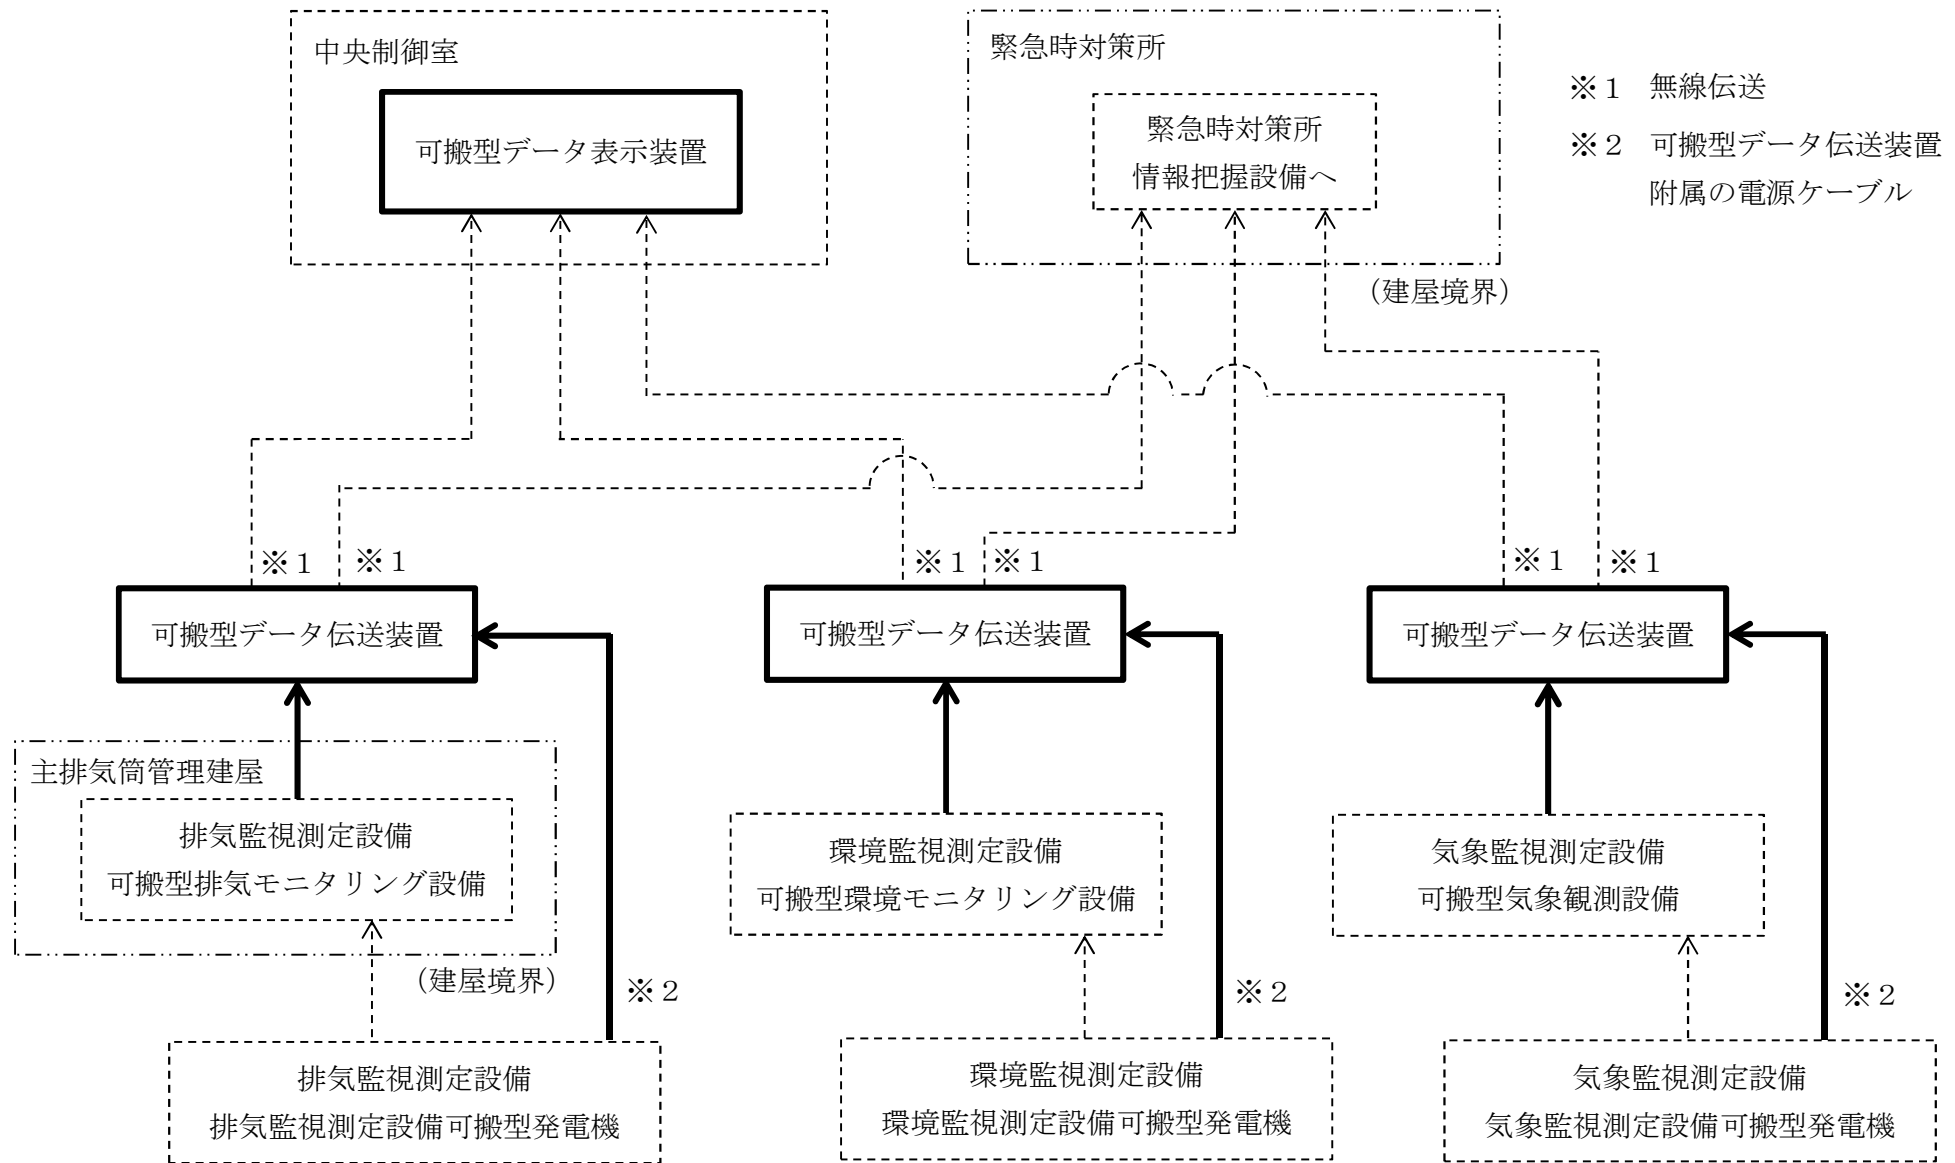 中央制御室
可搬型データ表示装置
緊急時対策所
緊急時対策所
情報把握設備へ
(建屋境界)
※1 無線伝送
※2 可搬型データ伝送装置
附属の電源ケーブル
※1
※1
※1
※1
※1
※1
可搬型データ伝送装置
可搬型データ伝送装置
可搬型データ伝送装置
主排気筒管理建屋
排気監視測定設備
可搬型排気モニタリング設備
(建屋境界)
環境監視測定設備
可搬型環境モニタリング設備
気象監視測定設備
可搬型気象観測設備
※2
※2
※2
排気監視測定設備
排気監視測定設備可搬型発電機
環境監視測定設備
環境監視測定設備可搬型発電機
気象監視測定設備
気象監視測定設備可搬型発電機